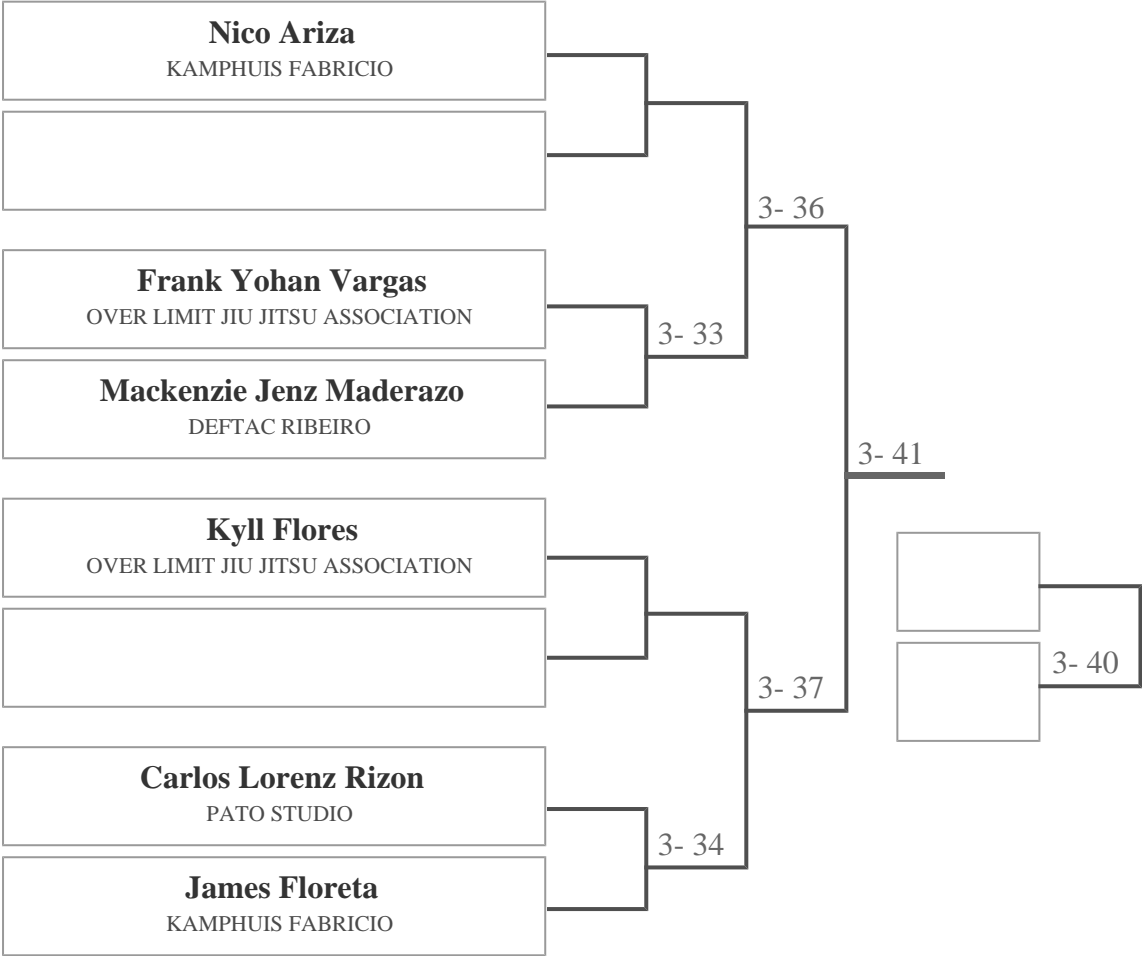 Nico Ariza
KAMPHUIS FABRICIO
3- 36
Frank Yohan Vargas
OVER LIMIT JIU JITSU ASSOCIATION
3- 33
Mackenzie Jenz Maderazo
DEFTAC RIBEIRO
3- 41
Kyll Flores
OVER LIMIT JIU JITSU ASSOCIATION
3- 40
3- 37
Carlos Lorenz Rizon
PATO STUDIO
3- 34
James Floreta
KAMPHUIS FABRICIO